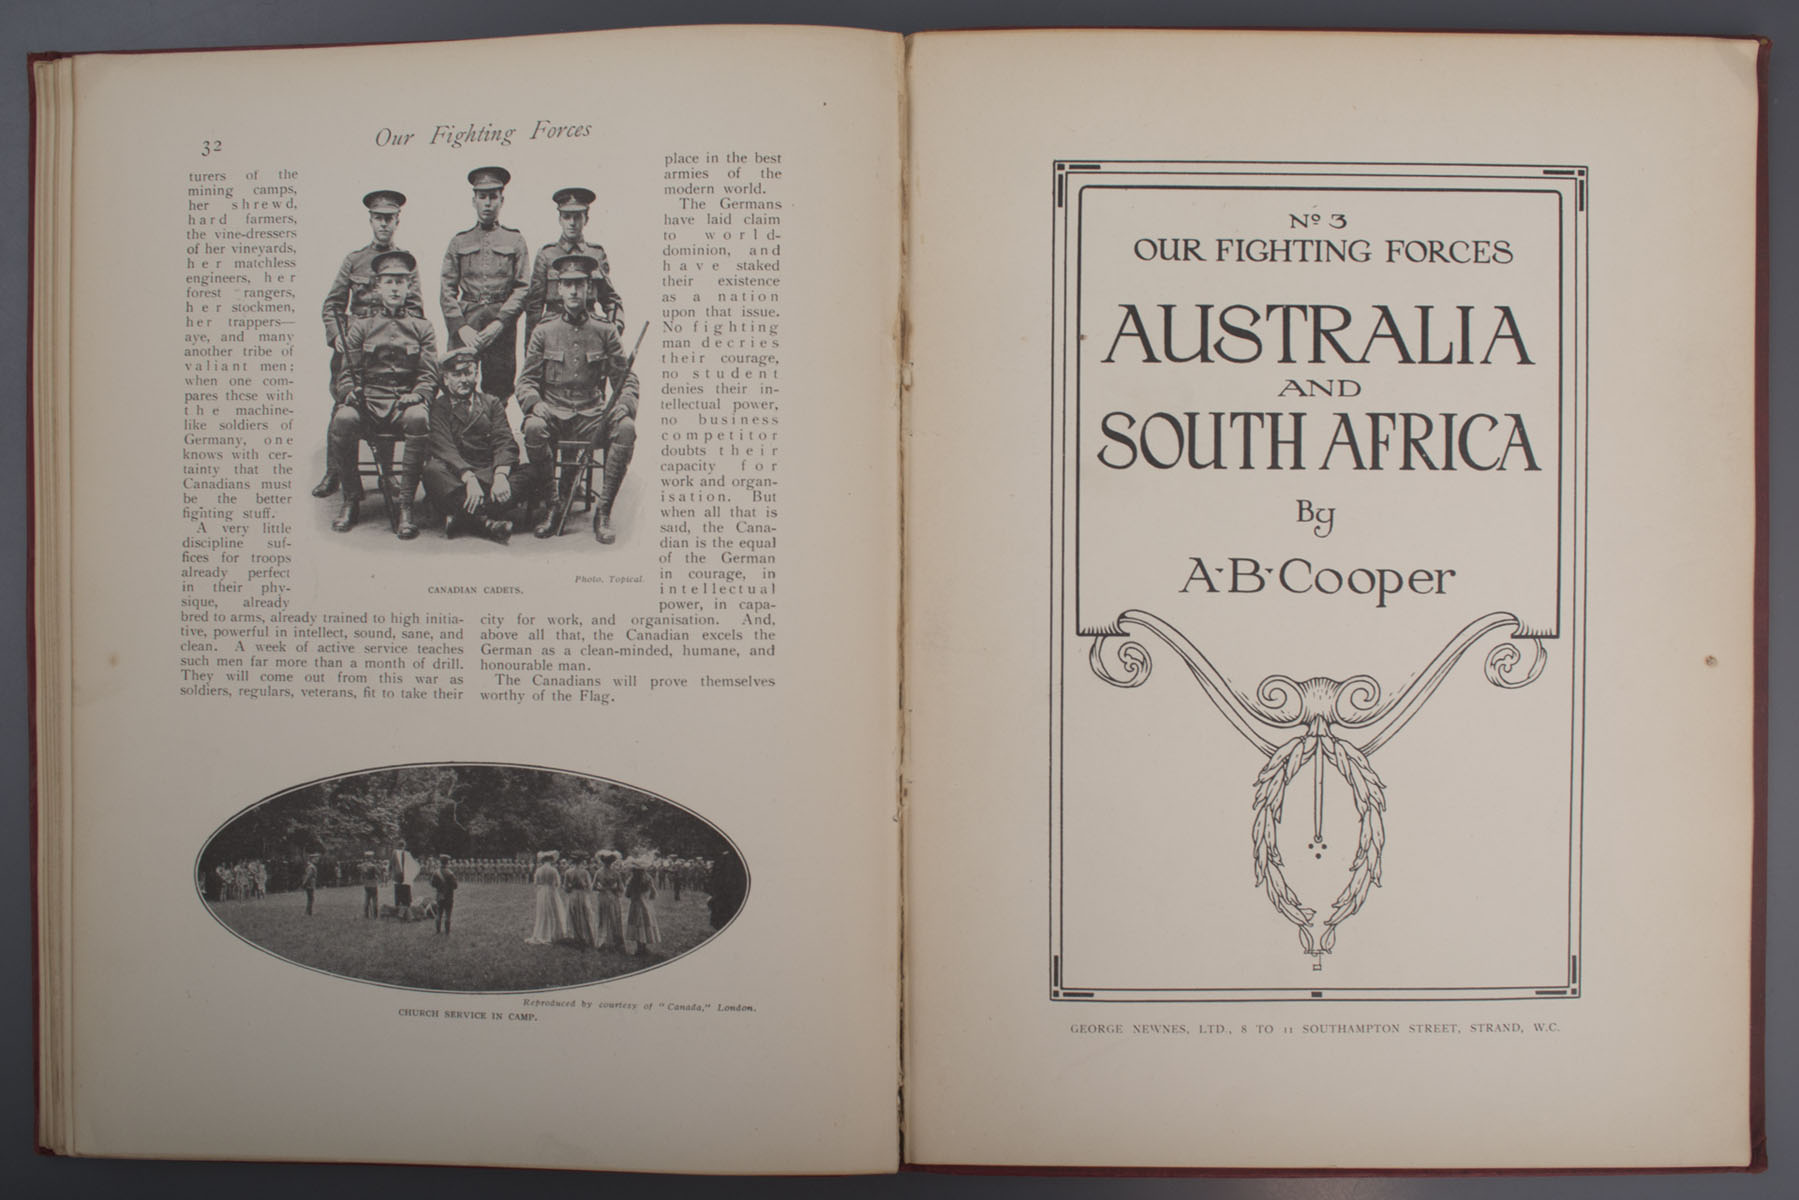 32
Our Fighting Forces
turers of the
mining camps,
her shrewd,
hard farmers,
the vine-dressers
of her vineyards,
her matchless
engineers, her
forest rangers,
her stockmen,
her trappers—
aye, and many
another tribe of
valiant men;
when one com-
pares these with
the machine-
like soldiers of
Germany, one
knows with cer-
tainty that the
Canadians must
be the better
fighting stuff.
A very little
discipline suf-
fices for troops
already perfect
in their phy-
sique, already
bred to arms, already trained to high initia-
tive, powerful in intellect, sound, sane, and
clean. A week of active service teaches
such men far more than a month of drill.
They will come out from this war as
soldiers, regulars, veterans, fit to take their
Photo, Topical.
CANADIAN CADETS.
place in the best
armies of the
modern world.
The Germans
have laid claim
to world-
dominion, and
have staked
their existence
as a nation
upon that issue.
No fighting
man decries
their courage,
no student
denies their in-
tellectual power,
no business
competitor
doubts their
capacity for
work and organ-
isation. But
when all that is
said, the Cana-
dian is the equal
of the German
in courage, in
intellectual
power, in capa-
city for work, and organisation. And,
above all that, the Canadian excels the
German as a clean-minded, humane, and
honourable man.
The Canadians will prove themselves
worthy of the Flag.
Reproduced by courtesy of "Canada," London.
CHURCH SERVICE IN CAMP.
No 3
OUR FIGHTING FORCES
AUSTRALIA
AND
SOUTH AFRICA
By
A·B·Cooper
GEORGE NEWNES, LTD., 8 TO 11 SOUTHAMPTON STREET, STRAND, W.C.